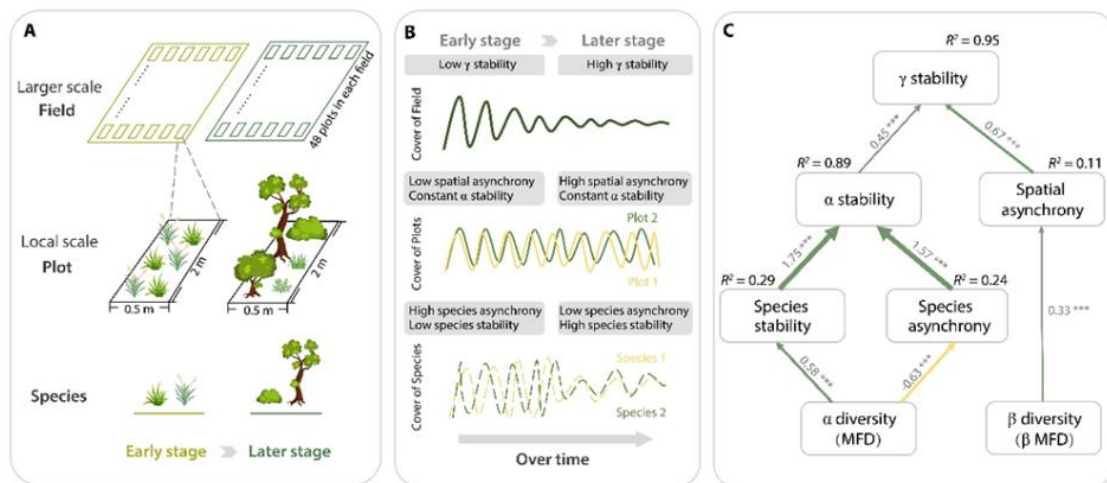 A
Larger scale
Field
48 plots in each field
Local scale
Plot
2 m
2 m
0.5 m
0.5 m
Species
Early stage
Later stage
B
Early stage
Later stage
Low γ stability
High γ stability
Cover of Field
Low spatial asynchrony
Constant α stability
High spatial asynchrony
Constant α stability
Cover of Plots
Plot 2
Plot 1
High species asynchrony
Low species stability
Low species asynchrony
High species stability
Cover of Species
Species 1
Species 2
Over time
C
R² = 0.95
γ stability
0.45 ***
0.67 ***
R² = 0.89
R² = 0.11
α stability
Spatial
asynchrony
1.75 ***
1.57 ***
R² = 0.29
R² = 0.24
Species
stability
Species
asynchrony
0.33 ***
0.58 ***
-0.63 ***
α diversity
(MFD)
β diversity
(β MFD)